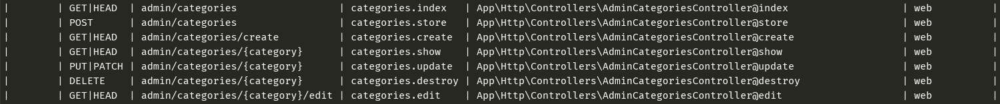 |        | GET|HEAD  | admin/categories                 | categories.index   | App\Http\Controllers\AdminCategoriesController@index                   | web          |
|        | POST      | admin/categories                 | categories.store   | App\Http\Controllers\AdminCategoriesController@store                   | web          |
|        | GET|HEAD  | admin/categories/create          | categories.create  | App\Http\Controllers\AdminCategoriesController@create                  | web          |
|        | GET|HEAD  | admin/categories/{category}      | categories.show    | App\Http\Controllers\AdminCategoriesController@show                    | web          |
|        | PUT|PATCH | admin/categories/{category}      | categories.update  | App\Http\Controllers\AdminCategoriesController@update                  | web          |
|        | DELETE    | admin/categories/{category}      | categories.destroy | App\Http\Controllers\AdminCategoriesController@destroy                 | web          |
|        | GET|HEAD  | admin/categories/{category}/edit | categories.edit    | App\Http\Controllers\AdminCategoriesController@edit                    | web          |